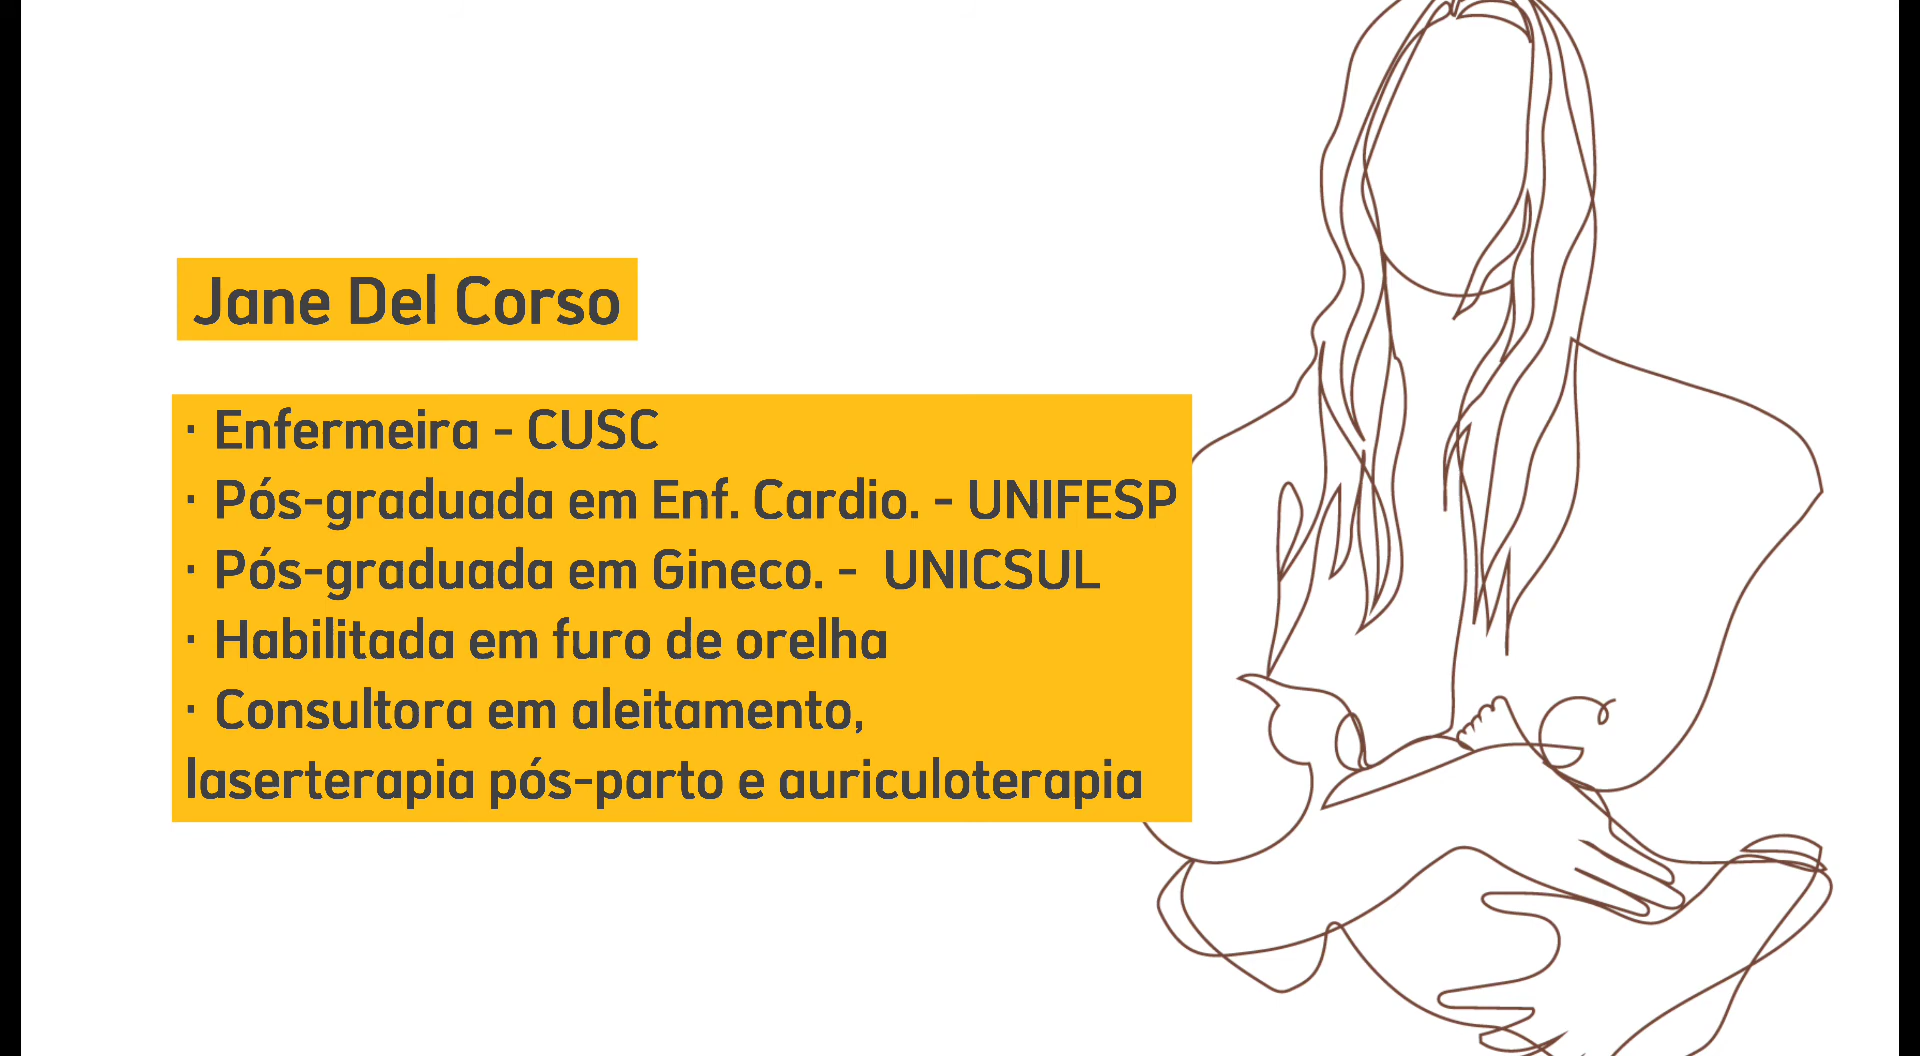 Jane Del Corso
· Enfermeira - CUSC
· Pós-graduada em Enf. Cardio. - UNIFESP
· Pós-graduada em Gineco. - UNICSUL
· Habilitada em furo de orelha
· Consultora em aleitamento,
laserterapia pós-parto e auriculoterapia